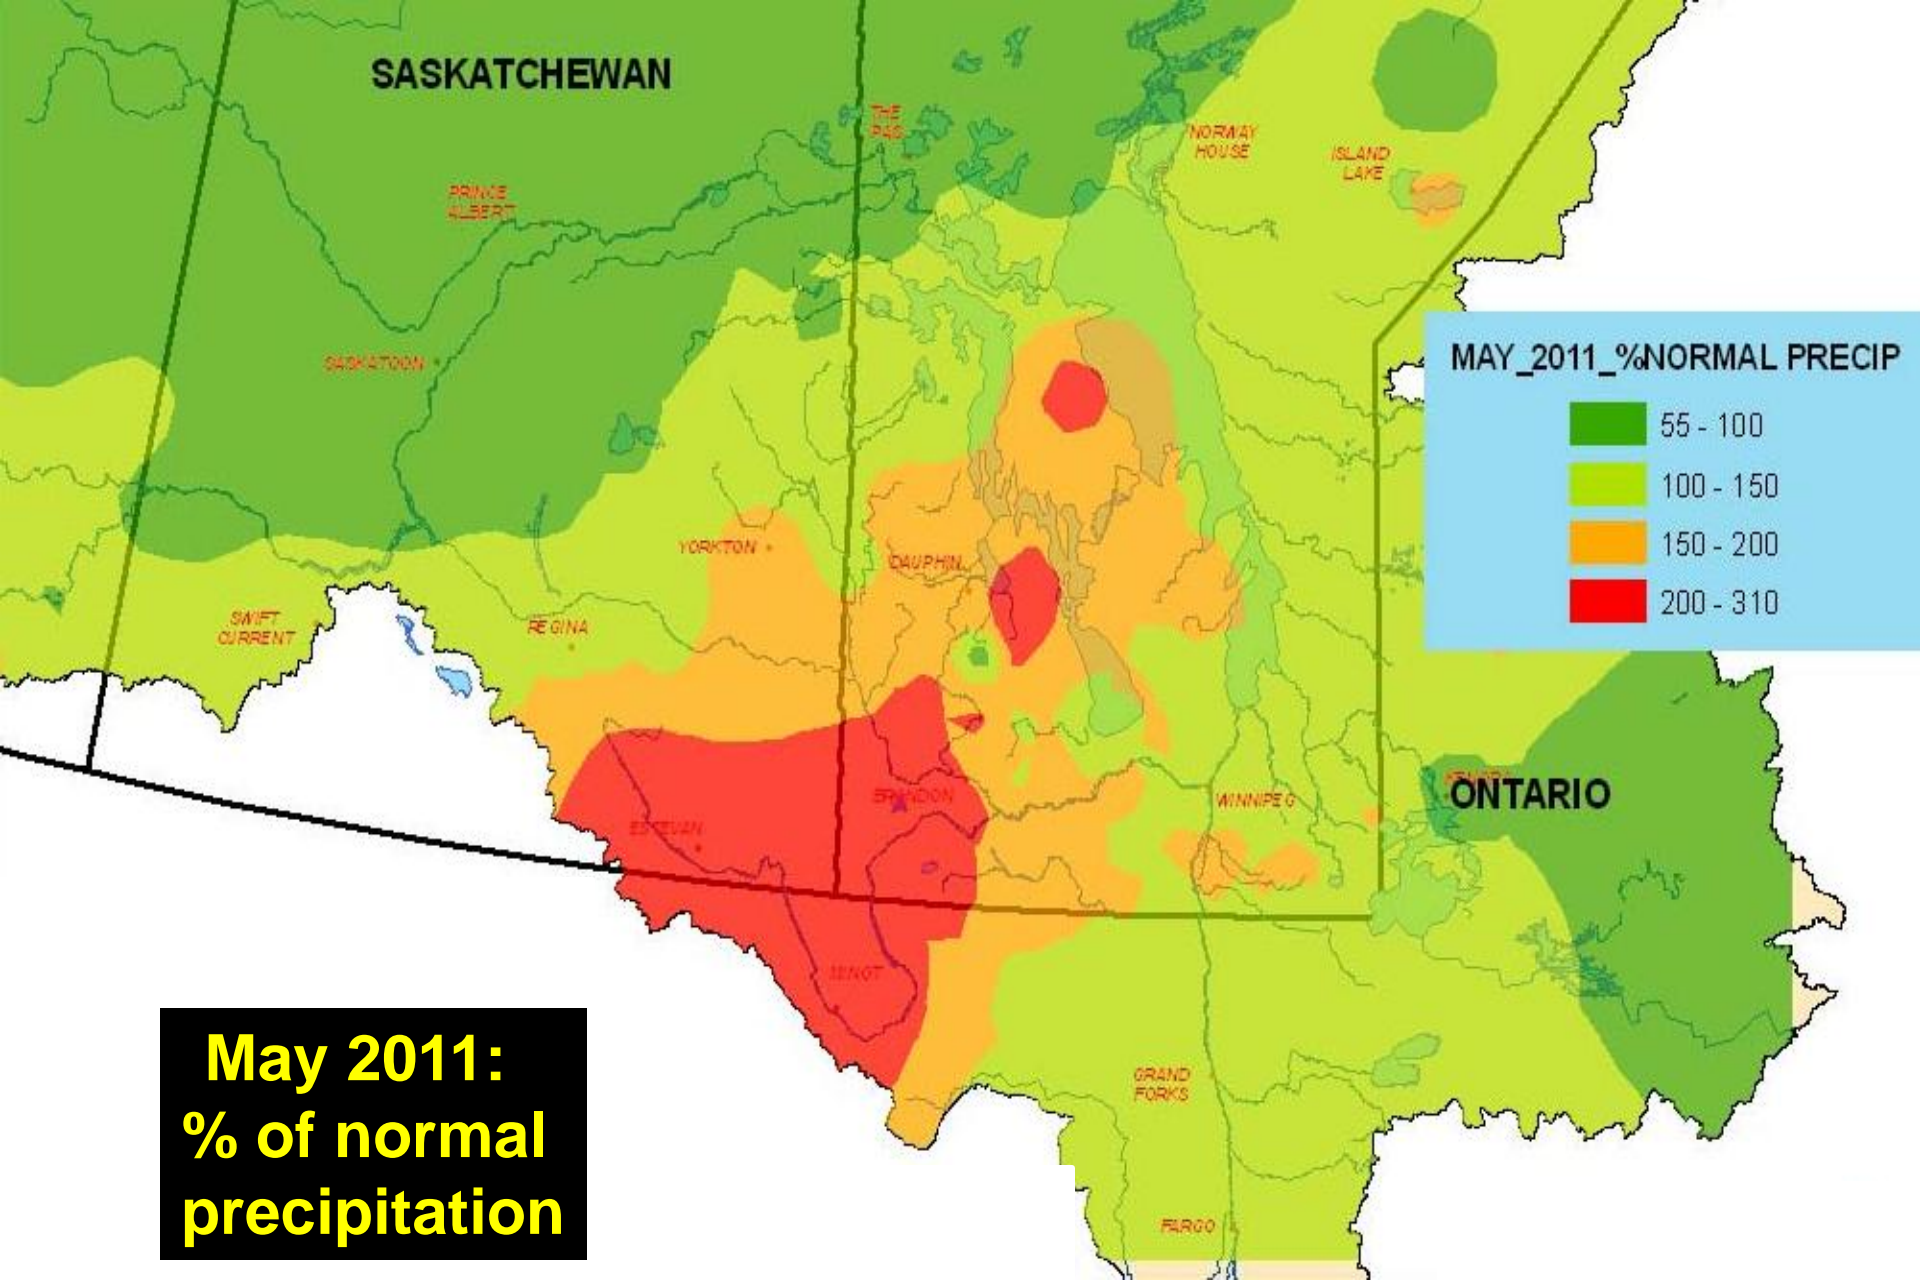 SASKATCHEWAN
THE
PAS
NORWAY
HOUSE
ISLAND
LAKE
PRINCE
ALBERT
SASKATOON
MAY_2011_%NORMAL PRECIP
55 - 100
100 - 150
150 - 200
200 - 310
YORKTON
DAUPHIN
SWIFT
CURRENT
REGINA
KENORA
ONTARIO
BRANDON
WINNIPEG
ESTEVAN
MINOT
GRAND
FORKS
FARGO
May 2011:
% of normal
precipitation